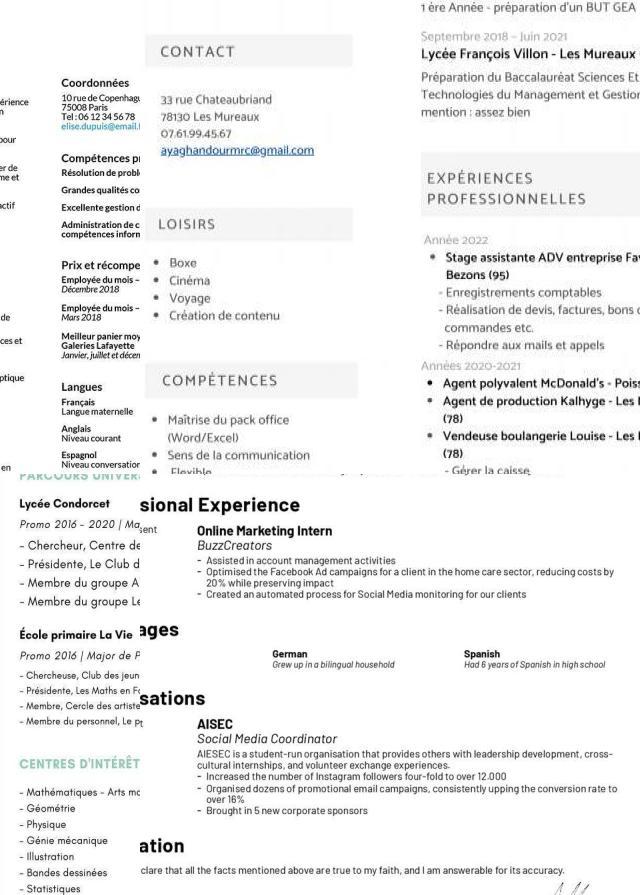 érience
pour
er de
me et
actif
de
ces et
ptique
en
Coordonnées
10 rue de Copenhagu
75008 Paris
Tel : 06 12 34 56 78
elise.dupuis@email.
Compétences pr
Résolution de probl
Grandes qualités co
Excellente gestion d
Administration de c
compétences inform
Prix et récompe
Employée du mois –
Décembre 2018
Employée du mois –
Mars 2018
Meilleur panier moy
Galeries Lafayette
Janvier, juillet et décen
Langues
Français
Langue maternelle
Anglais
Niveau courant
Espagnol
Niveau conversation
CONTACT
33 rue Chateaubriand
78130 Les Mureaux
07.61.99.45.67
ayaghandourmrc@gmail.com
LOISIRS
• Boxe
• Cinéma
• Voyage
• Création de contenu
COMPÉTENCES
• Maîtrise du pack office
(Word/Excel)
• Sens de la communication
• Flexible
1 ère Année - préparation d'un BUT GEA
Septembre 2018 – Juin 2021
Lycée François Villon - Les Mureaux
Préparation du Baccalauréat Sciences Et
Technologies du Management et Gestion
mention : assez bien
EXPÉRIENCES
PROFESSIONNELLES
Année 2022
• Stage assistante ADV entreprise Fav
Bezons (95)
- Enregistrements comptables
- Réalisation de devis, factures, bons
commandes etc.
- Répondre aux mails et appels
Années 2020-2021
• Agent polyvalent McDonald's - Poiss
• Agent de production Kalhyge - Les
(78)
• Vendeuse boulangerie Louise - Les
(78)
- Gérer la caisse
PARCOURS UNIVER
Lycée Condorcet
Promo 2016 - 2020 | Ma
- Chercheur, Centre de
- Présidente, Le Club d
- Membre du groupe A
- Membre du groupe Le
École primaire La Vie
Promo 2016 | Major de P
- Chercheuse, Club des jeun
- Présidente, Les Maths en Fo
- Membre, Cercle des artiste
- Membre du personnel, Le p
CENTRES D'INTÉRÊT
- Mathématiques - Arts mc
- Géométrie
- Physique
- Génie mécanique
- Illustration
- Bandes dessinées
- Statistiques
sional Experience
sent
Online Marketing Intern
BuzzCreators
- Assisted in account management activities
- Optimised the Facebook Ad campaigns for a client in the home care sector, reducing costs by
20% while preserving impact
- Created an automated process for Social Media monitoring for our clients
ages
German
Grew up in a bilingual household
Spanish
Had 6 years of Spanish in high school
sations
AISEC
Social Media Coordinator
AIESEC is a student-run organisation that provides others with leadership development, cross-
cultural internships, and volunteer exchange experiences.
- Increased the number of Instagram followers four-fold to over 12.000
- Organised dozens of promotional email campaigns, consistently upping the conversion rate to
over 16%
- Brought in 5 new corporate sponsors
ation
clare that all the facts mentioned above are true to my faith, and I am answerable for its accuracy.